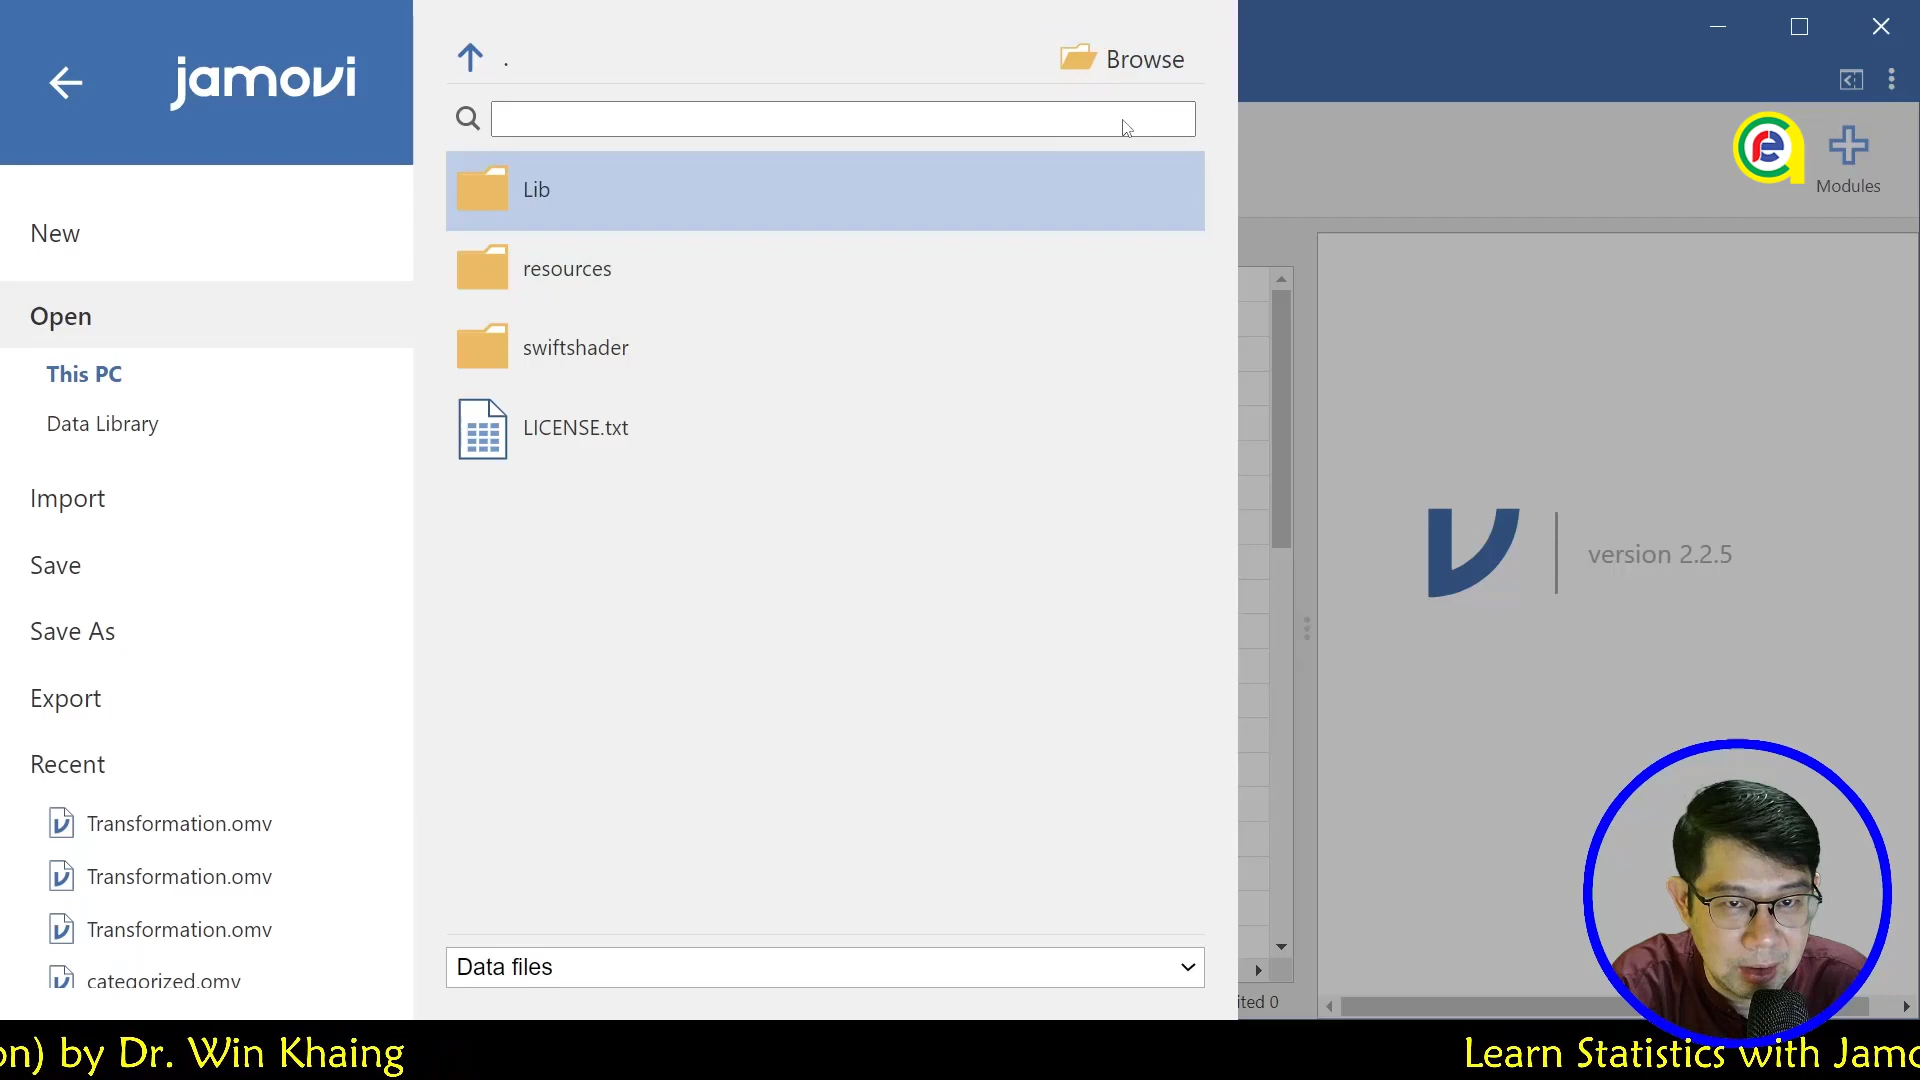 jamovi
.
Browse
Lib
resources
swiftshader
LICENSE.txt
Data files
New
Open
This PC
Data Library
Import
Save
Save As
Export
Recent
Transformation.omv
Transformation.omv
Transformation.omv
categorized.omv
Modules
version 2.2.5
ited 0
on) by Dr. Win Khaing
Learn Statistics with Jamo